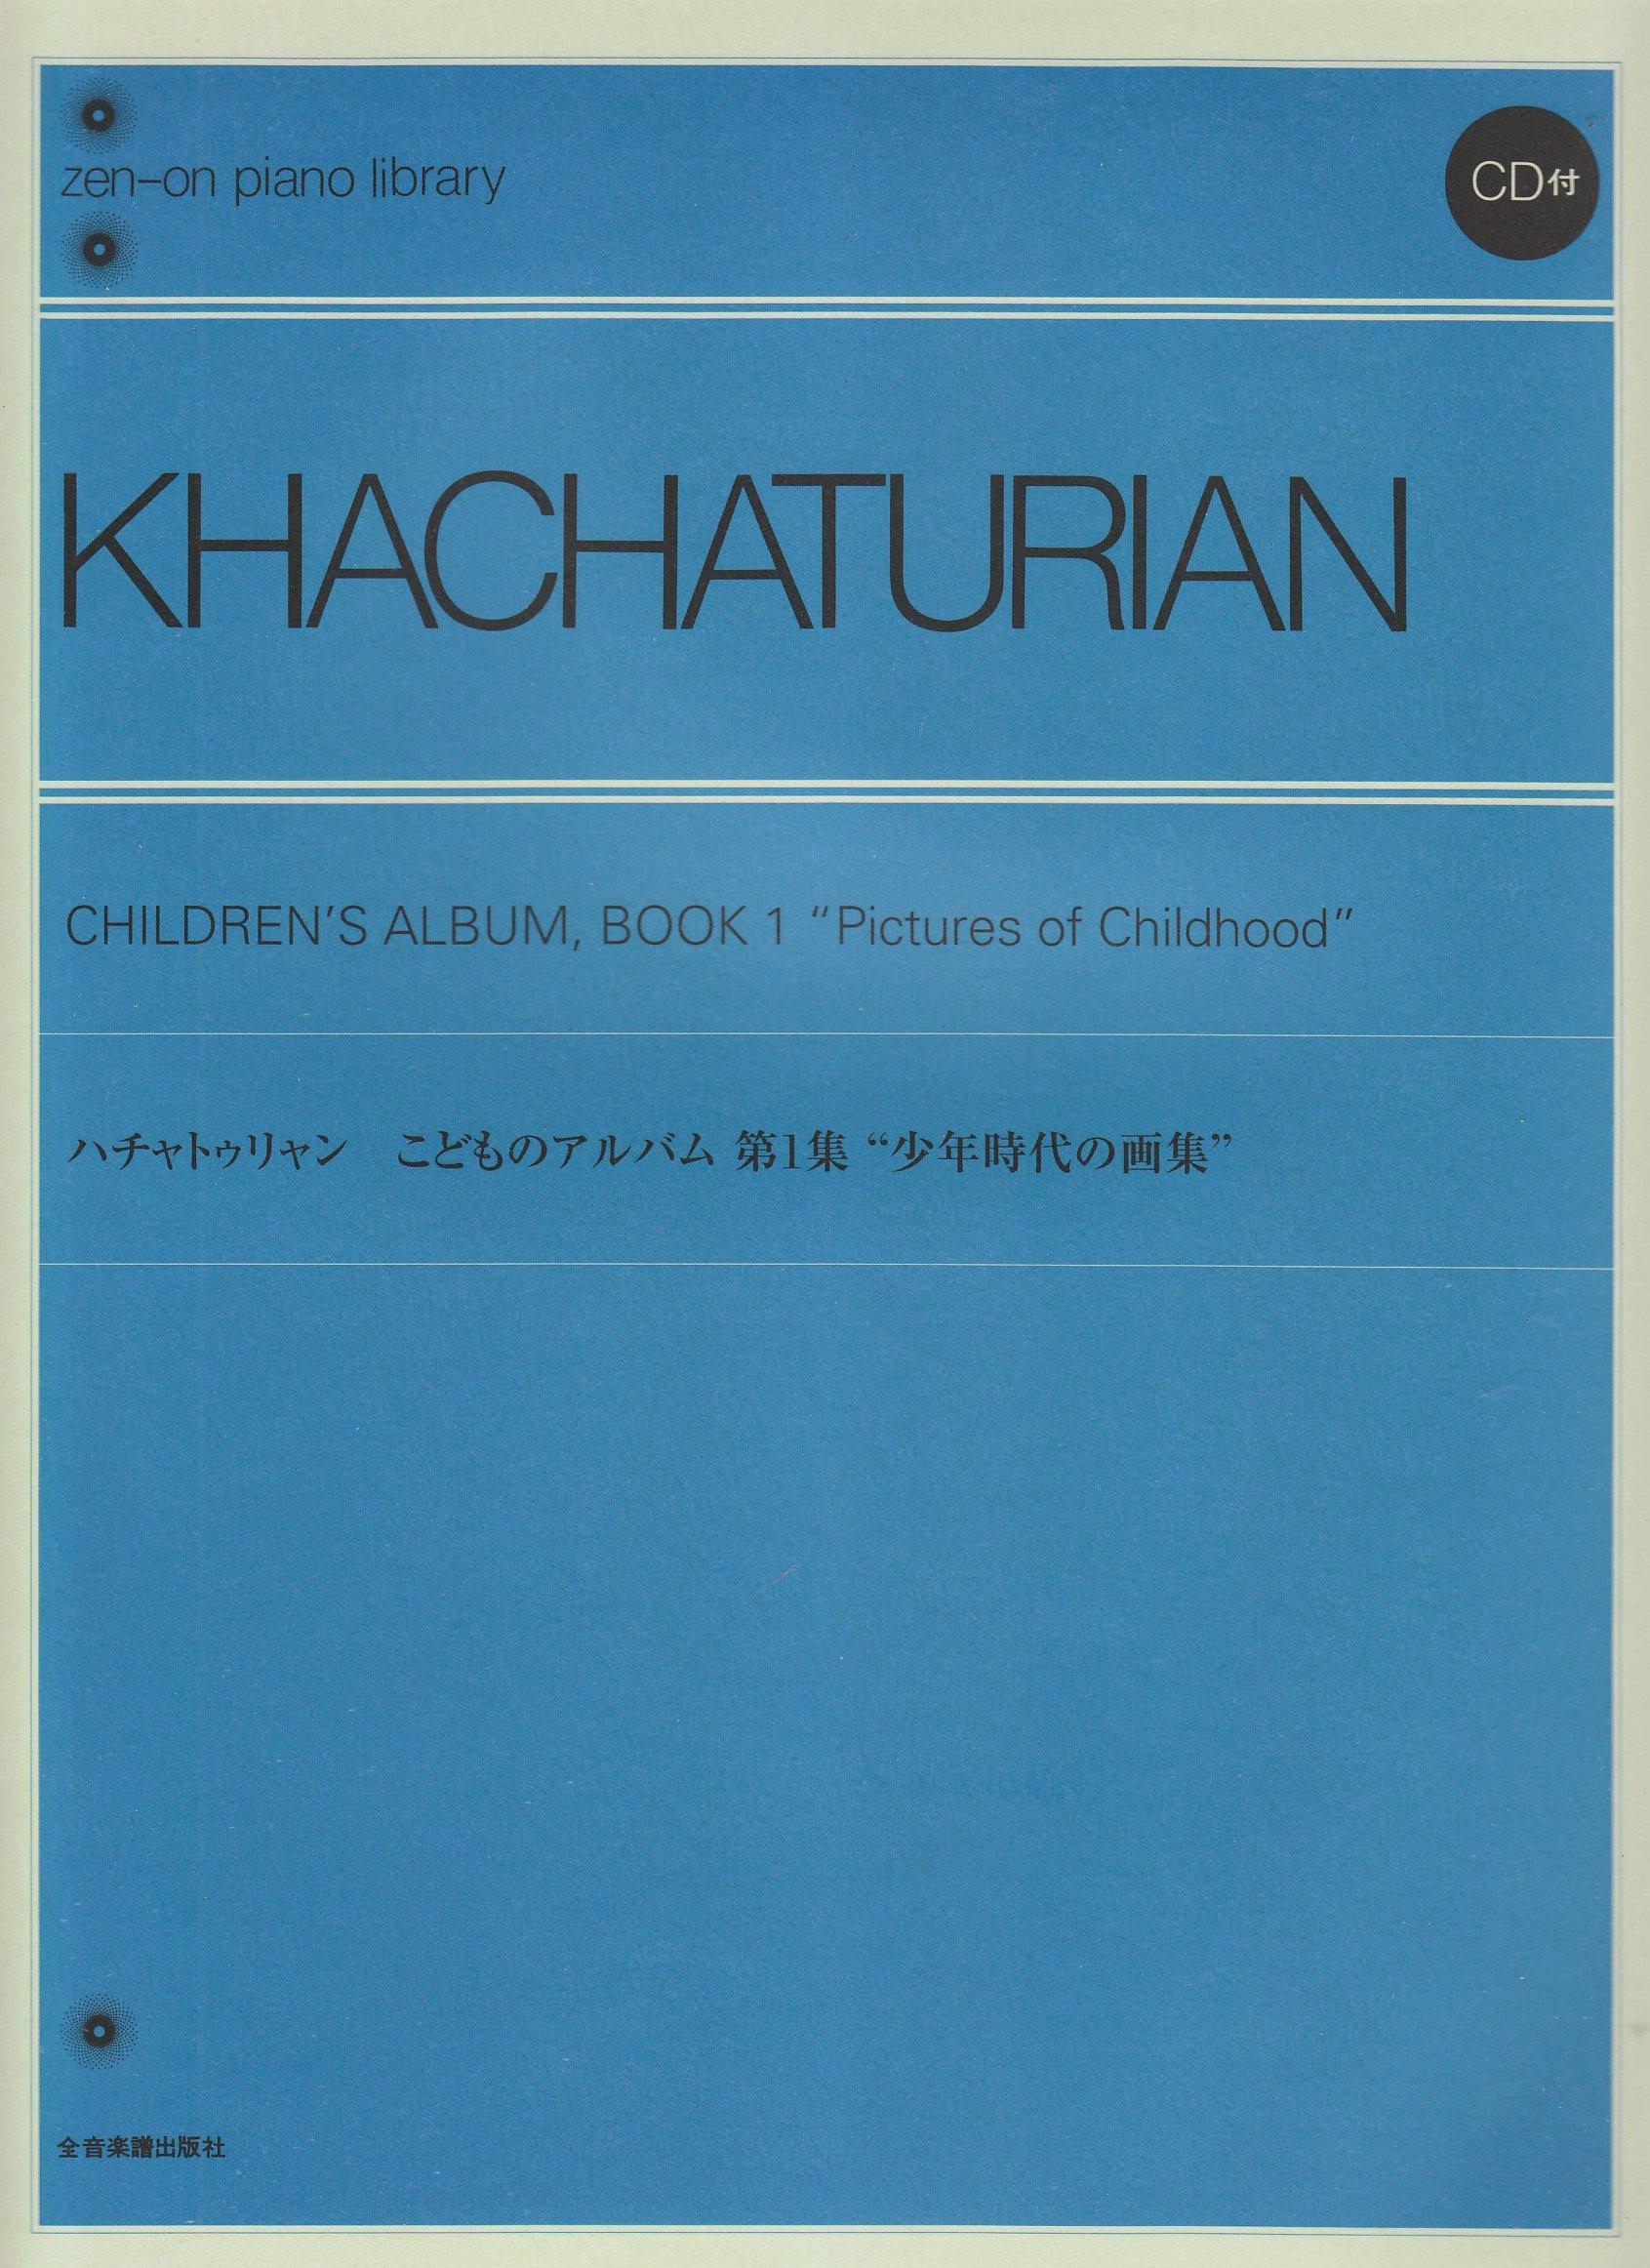 zen-on piano library
CD付
KHACHATURIAN
CHILDREN'S ALBUM, BOOK 1 “Pictures of Childhood”
ハチャトゥリャン　こどものアルバム 第1集 “少年時代の画集”
全音楽譜出版社